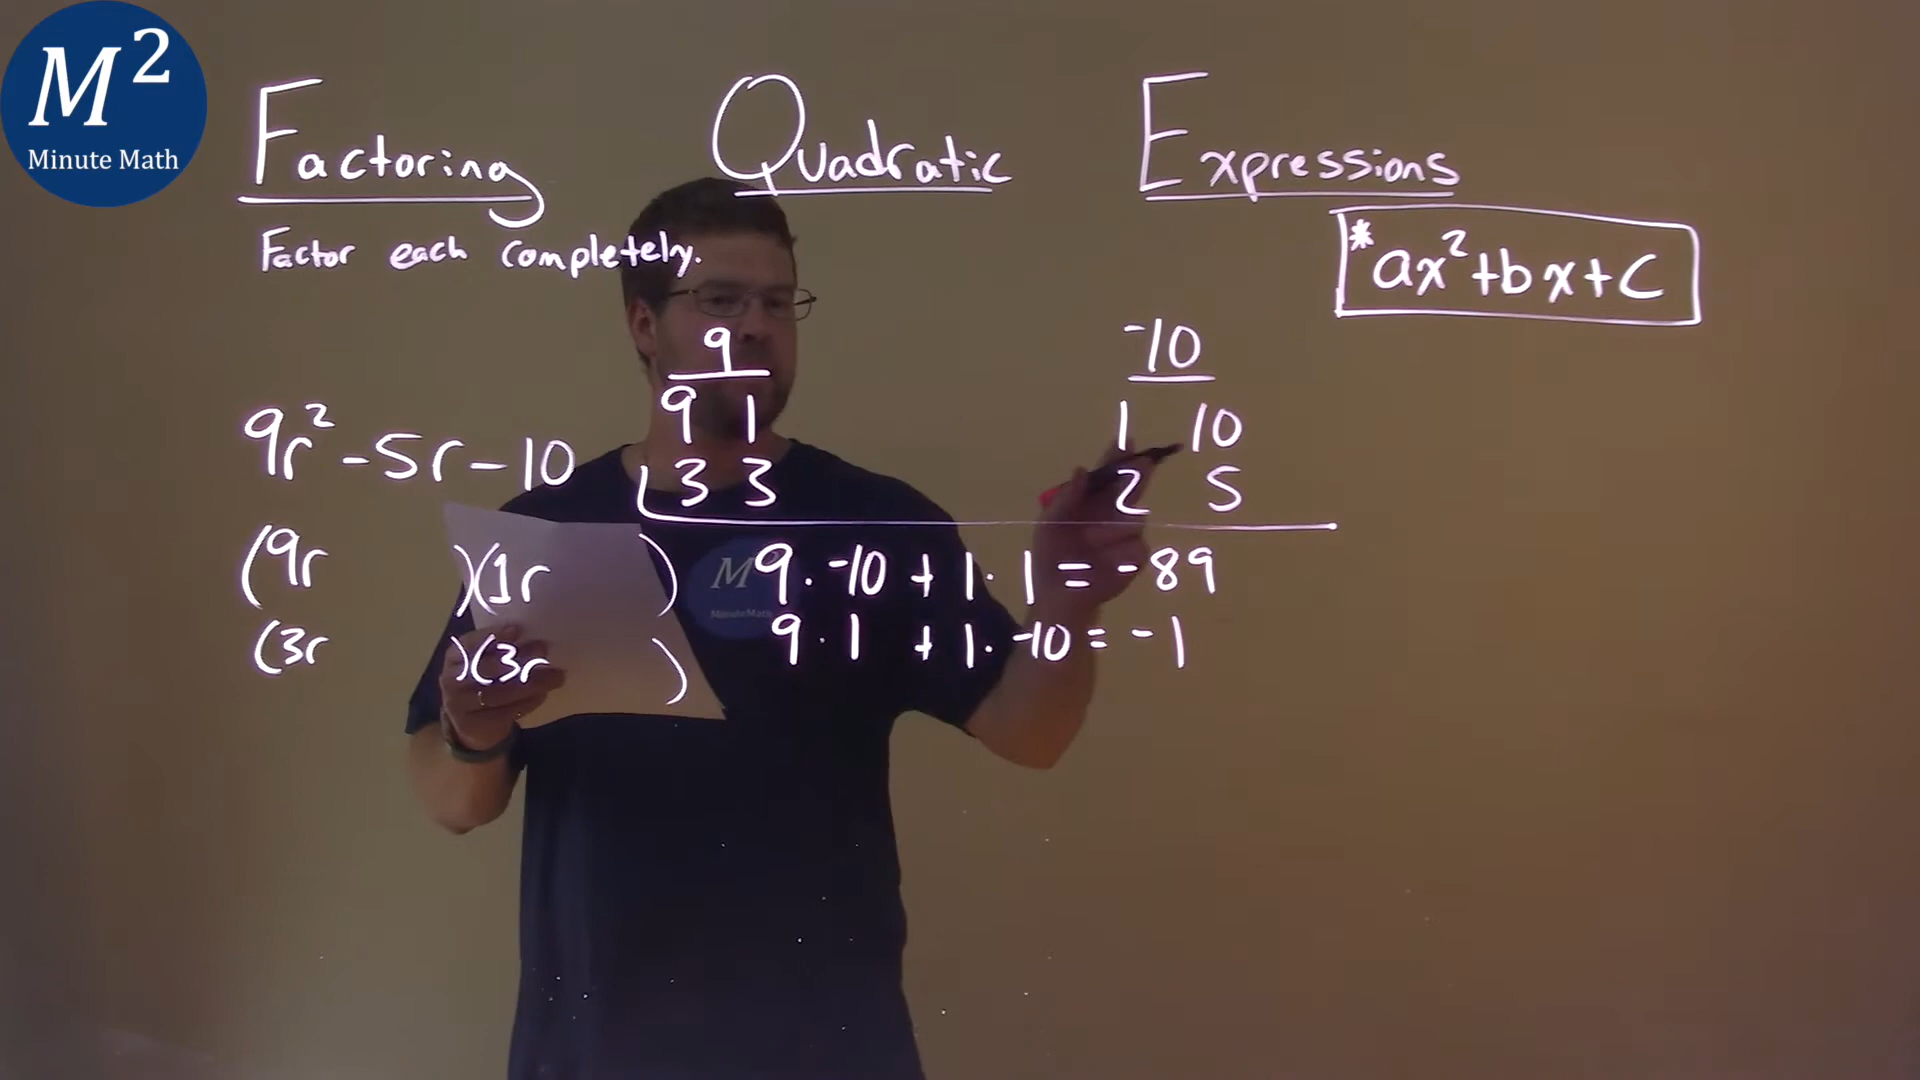 M²
Minute Math
Factoring Quadratic Expressions
Factor each completely.
*ax²+bx+c
9
9 1
3 3
-10
1 10
2 5
9r²-5r-10
(9r )(1r )
(3r )(3r )
9·-10 + 1·1 = -89
9·1 + 1·-10 = -1
M²
MinuteMath